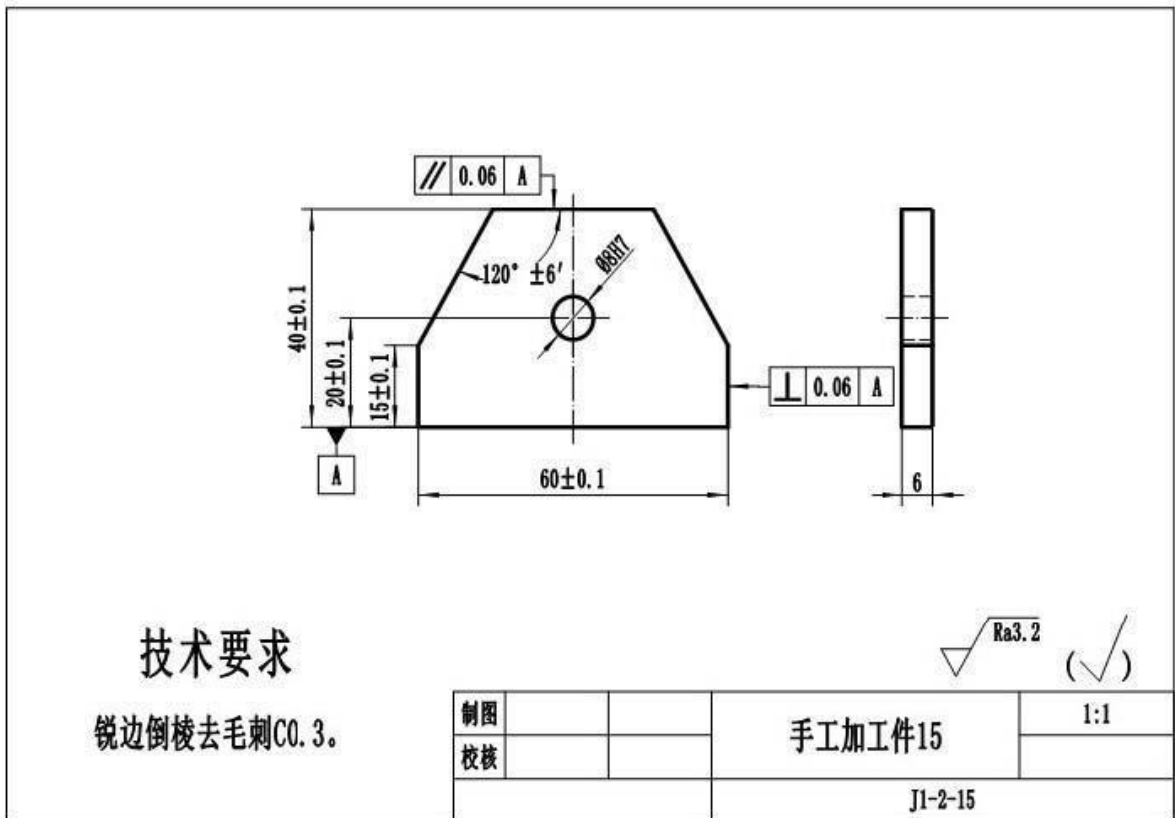 // 0.06 A
120° ±6′
Ø8H7
40±0.1
20±0.1
15±0.1
⊥ 0.06 A
A
60±0.1
6
技术要求
锐边倒棱去毛刺C0.3。
Ra3.2
(√)
制图
手工加工件15
1:1
校核
J1-2-15